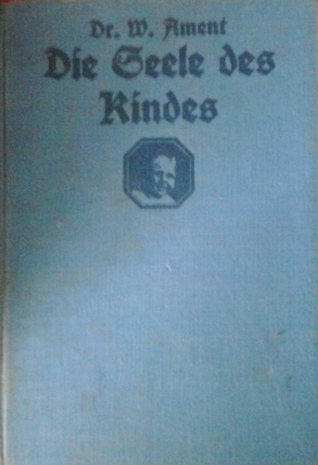 Dr. W. Ament
Die Seele des
Kindes